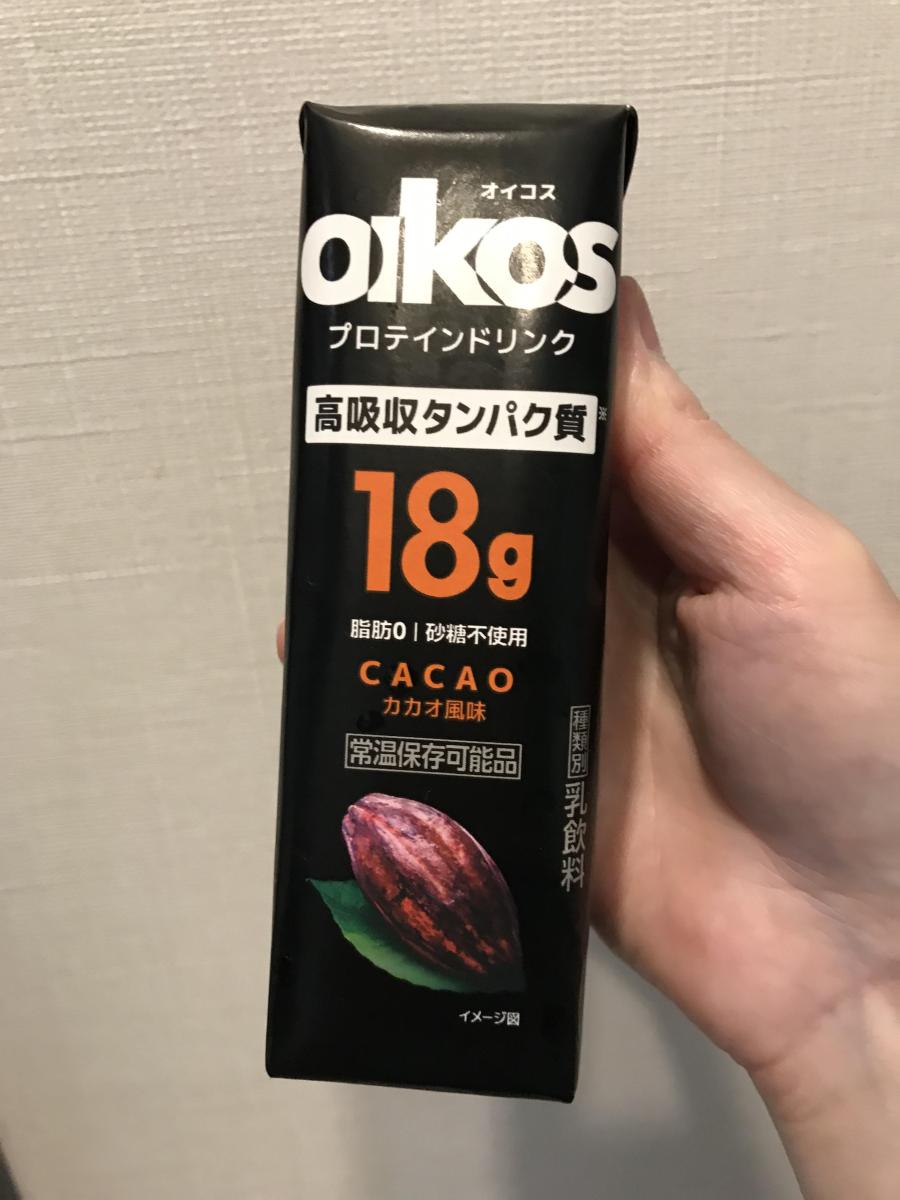 オイコス
oikos
プロテインドリンク
高吸収タンパク質※
18g
脂肪0 | 砂糖不使用
CACAO
カカオ風味
常温保存可能品
種類別 乳飲料
イメージ図